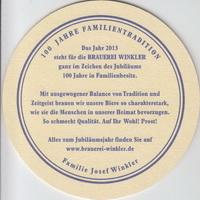 100 JAHRE FAMILIENTRADITION
Das Jahr 2013
steht für die BRAUEREI WINKLER
ganz im Zeichen des Jubiläums
100 Jahre in Familienbesitz.
Mit ausgewogener Balance von Tradition und
Zeitgeist brauen wir unsere Biere so charakterstark,
wie sie die Menschen in unserer Heimat bevorzugen.
So schmeckt Qualität. Auf Ihr Wohl! Prost!
Alles zum Jubiläumsjahr finden Sie auf
www.brauerei-winkler.de
Familie Josef Winkler